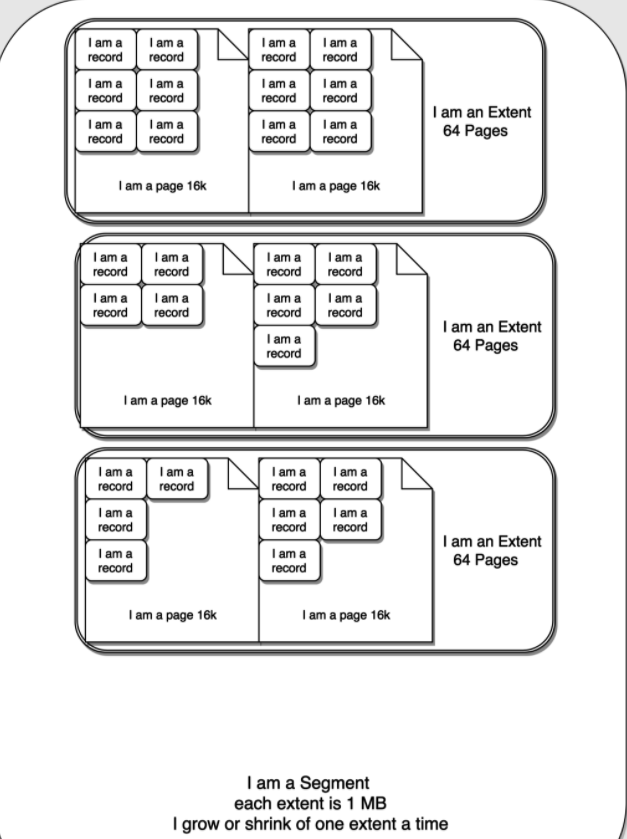 I am a
record
I am a
record
I am a
record
I am a
record
I am a
record
I am a
record
I am a page 16k
I am a
record
I am a
record
I am a
record
I am a
record
I am a
record
I am a
record
I am a page 16k
I am an Extent
64 Pages
I am a
record
I am a
record
I am a
record
I am a
record
I am a page 16k
I am a
record
I am a
record
I am a
record
I am a
record
I am a
record
I am a page 16k
I am an Extent
64 Pages
I am a
record
I am a
record
I am a
record
I am a
record
I am a page 16k
I am a
record
I am a
record
I am a
record
I am a
record
I am a
record
I am a page 16k
I am an Extent
64 Pages
I am a Segment
each extent is 1 MB
I grow or shrink of one extent a time